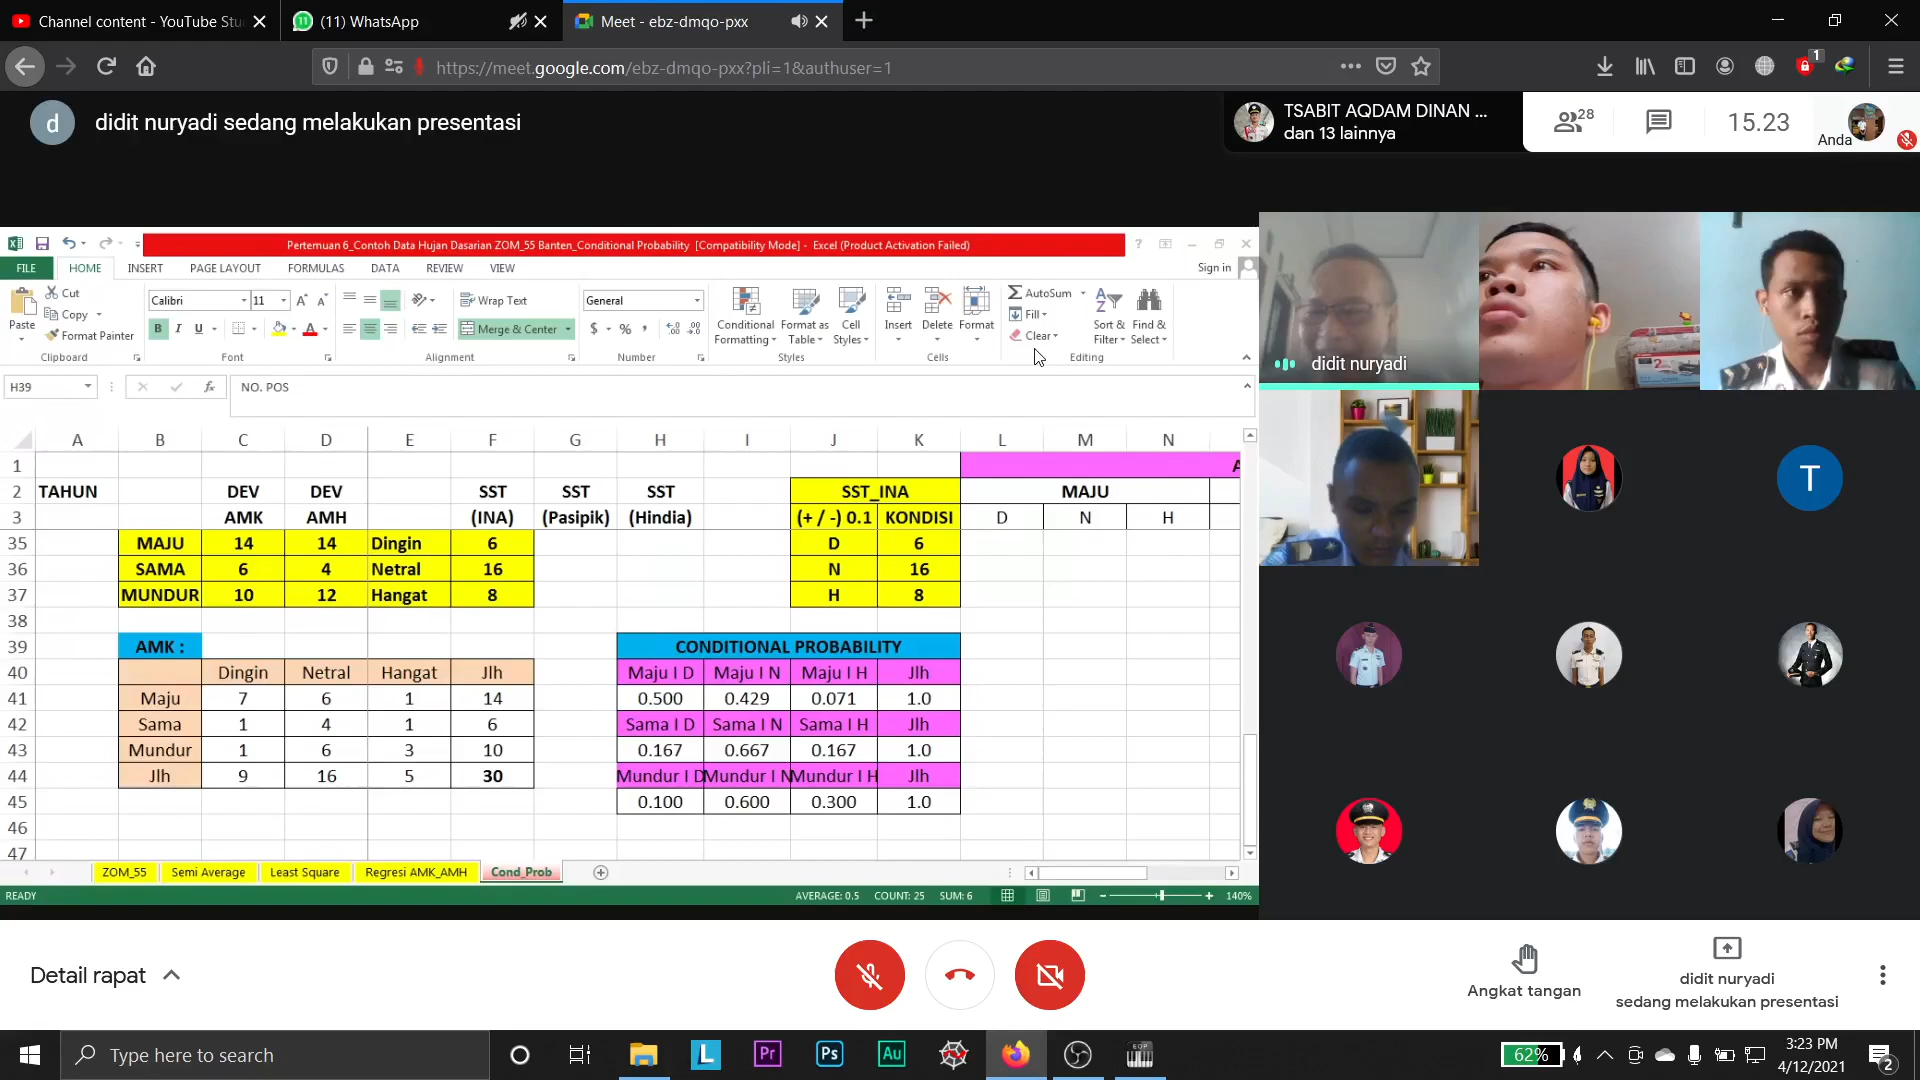 Channel content - YouTube Stu
(11) WhatsApp
Meet - ebz-dmqo-pxx
https://meet.google.com/ebz-dmqo-pxx?pli=1&authuser=1
1
d
didit nuryadi sedang melakukan presentasi
TSABIT AQDAM DINAN ...
dan 13 lainnya
28
15.23
Anda
Pertemuan 6_Contoh Data Hujan Dasarian ZOM_55 Banten_Conditional Probability [Compatibility Mode] - Excel (Product Activation Failed)
FILE HOME INSERT PAGE LAYOUT FORMULAS DATA REVIEW VIEW Sign in
Cut
Copy
Format Painter
Paste
Calibri 11
B I U
Wrap Text
Merge & Center
General
$ % ,
Conditional Formatting
Format as Table
Cell Styles
Insert Delete Format
AutoSum
Fill
Clear
Sort & Filter
Find & Select
Clipboard Font Alignment Number Styles Cells Editing
H39 fx NO. POS
A B C D E F G H I J K L M N
1 A
2 TAHUN DEV DEV SST SST SST SST_INA MAJU
3 AMK AMH (INA) (Pasipik) (Hindia) (+ / -) 0.1 KONDISI D N H
35 MAJU 14 14 Dingin 6 D 6
36 SAMA 6 4 Netral 16 N 16
37 MUNDUR 10 12 Hangat 8 H 8
38
39 AMK : CONDITIONAL PROBABILITY
40 Dingin Netral Hangat Jlh Maju I D Maju I N Maju I H Jlh
41 Maju 7 6 1 14 0.500 0.429 0.071 1.0
42 Sama 1 4 1 6 Sama I D Sama I N Sama I H Jlh
43 Mundur 1 6 3 10 0.167 0.667 0.167 1.0
44 Jlh 9 16 5 30 Mundur I D Mundur I N Mundur I H Jlh
45 0.100 0.600 0.300 1.0
46
47
ZOM_55 Semi Average Least Square Regresi AMK_AMH Cond_Prob
READY AVERAGE: 0.5 COUNT: 25 SUM: 6 140%
didit nuryadi
T
Detail rapat
Angkat tangan
didit nuryadi
sedang melakukan presentasi
Type here to search
L Pr Ps Au EOP
62%
3:23 PM
4/12/2021
2